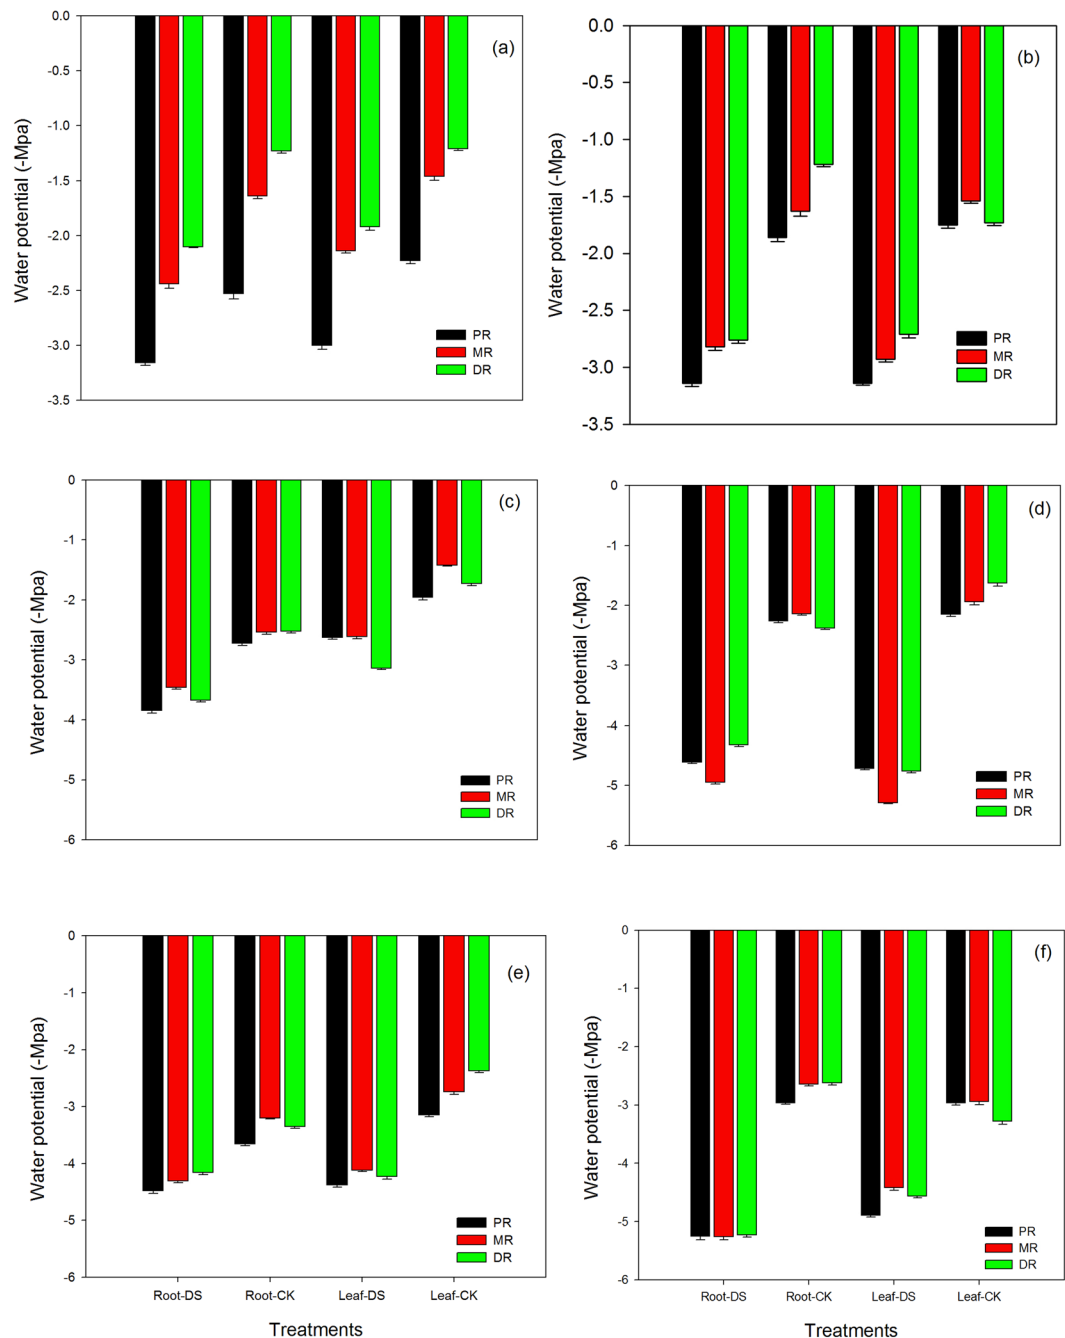 0.0
-0.5
-1.0
-1.5
-2.0
-2.5
-3.0
-3.5
Water potential (-Mpa)
(a)
PR
MR
DR
0.0
-0.5
-1.0
-1.5
-2.0
-2.5
-3.0
-3.5
Water potential (-Mpa)
(b)
PR
MR
DR
0
-1
-2
-3
-4
-5
-6
Water potential (-Mpa)
(c)
PR
MR
DR
0
-1
-2
-3
-4
-5
-6
Water potential (-Mpa)
(d)
PR
MR
DR
0
-1
-2
-3
-4
-5
-6
Water potential (-Mpa)
(e)
PR
MR
DR
Root-DS Root-CK Leaf-DS Leaf-CK
Treatments
0
-1
-2
-3
-4
-5
-6
Water potential (-Mpa)
(f)
PR
MR
DR
Root-DS Root-CK Leaf-DS Leaf-CK
Treatments